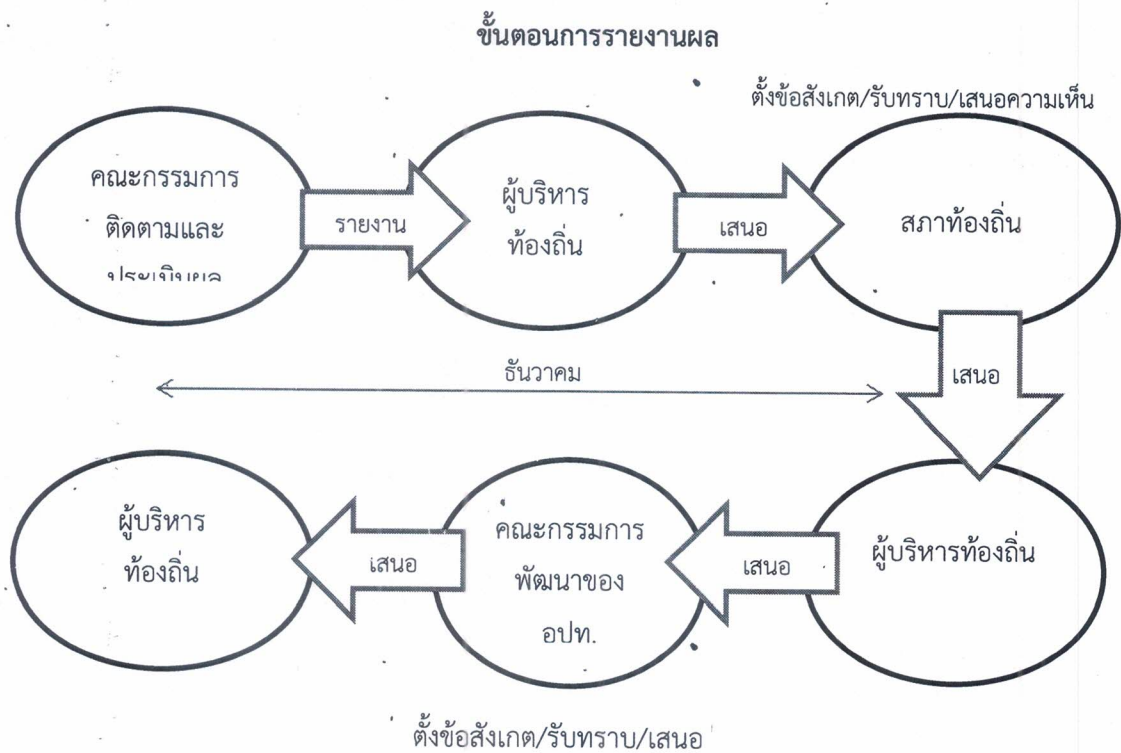 ขั้นตอนการรายงานผล
ตั้งข้อสังเกต/รับทราบ/เสนอความเห็น
คณะกรรมการ
ติดตามและ
ประเมินผล
รายงาน
ผู้บริหาร
ท้องถิ่น
เสนอ
สภาท้องถิ่น
เสนอ
ธันวาคม
ผู้บริหารท้องถิ่น
เสนอ
คณะกรรมการ
พัฒนาของ
อปท.
เสนอ
ผู้บริหาร
ท้องถิ่น
ตั้งข้อสังเกต/รับทราบ/เสนอ